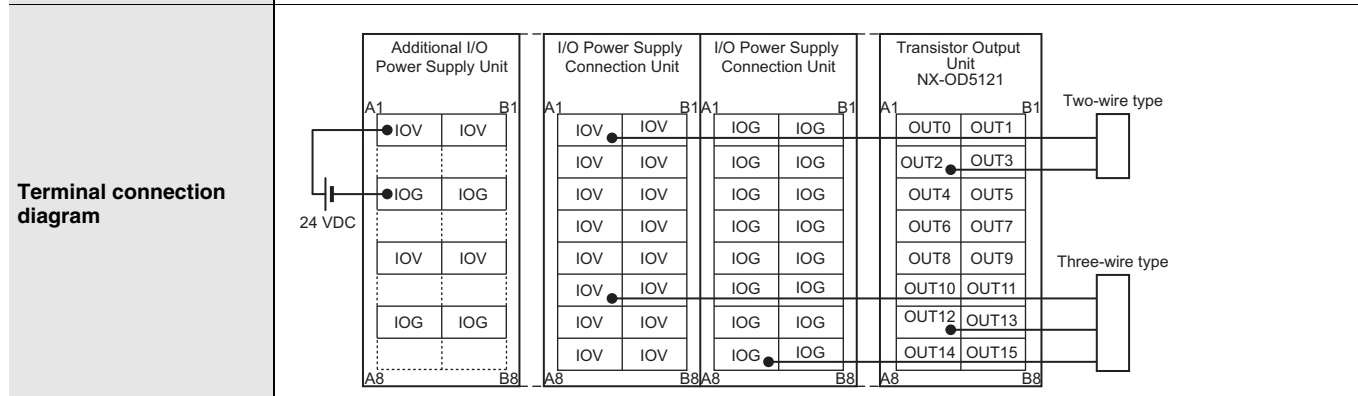 Terminal connection
diagram
Additional I/O
Power Supply Unit
I/O Power Supply
Connection Unit
I/O Power Supply
Connection Unit
Transistor Output
Unit
NX-OD5121
A1 B1 A1 B1 A1 B1 A1 B1
Two-wire type
IOV IOV IOV IOV IOG IOG OUT0 OUT1
IOV IOV IOG IOG OUT2 OUT3
IOG IOG IOV IOV IOG IOG OUT4 OUT5
24 VDC
IOV IOV IOG IOG OUT6 OUT7
IOV IOV IOV IOV IOG IOG OUT8 OUT9
Three-wire type
IOV IOV IOG IOG OUT10 OUT11
IOG IOG IOV IOV IOG IOG OUT12 OUT13
IOV IOV IOG IOG OUT14 OUT15
A8 B8 A8 B8 A8 B8 A8 B8